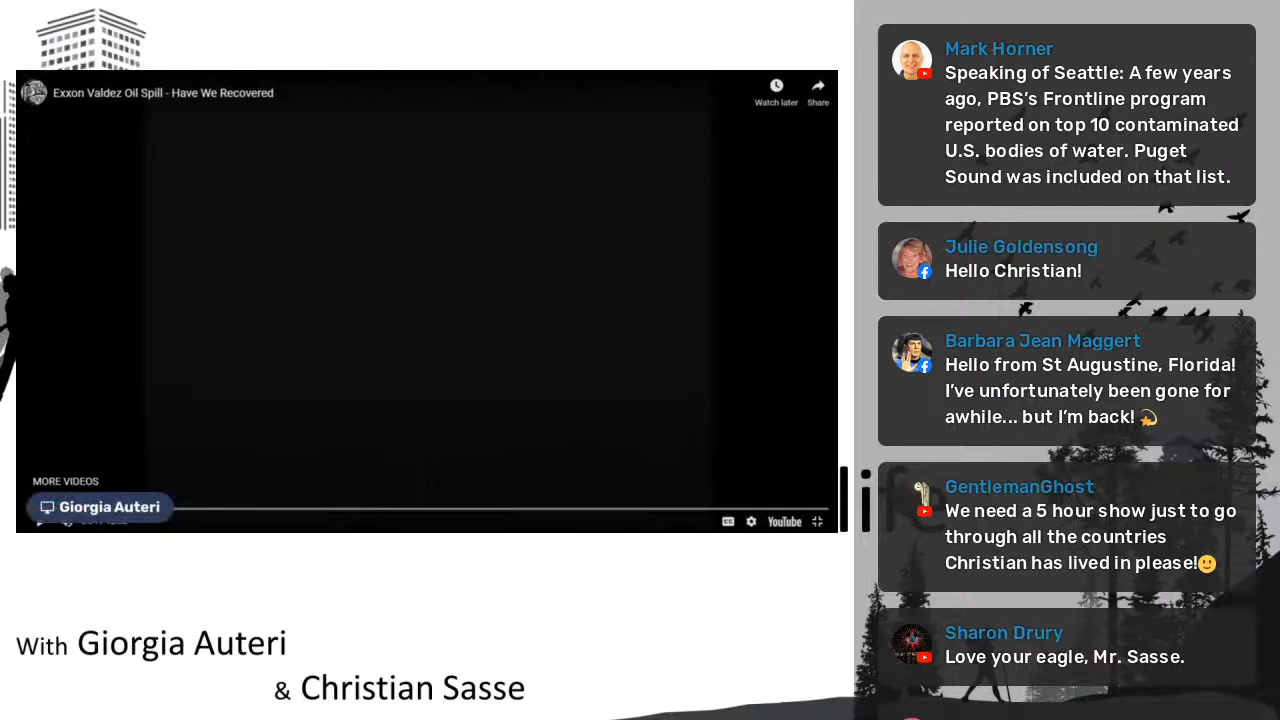 Exxon Valdez Oil Spill - Have We Recovered
Watch later
Share
MORE VIDEOS
Giorgia Auteri
CC
YouTube
With Giorgia Auteri
& Christian Sasse
Mark Horner
Speaking of Seattle: A few years
ago, PBS’s Frontline program
reported on top 10 contaminated
U.S. bodies of water. Puget
Sound was included on that list.
Julie Goldensong
Hello Christian!
Barbara Jean Maggert
Hello from St Augustine, Florida!
I’ve unfortunately been gone for
awhile... but I’m back! 💫
GentlemanGhost
We need a 5 hour show just to go
through all the countries
Christian has lived in please!🙂
Sharon Drury
Love your eagle, Mr. Sasse.